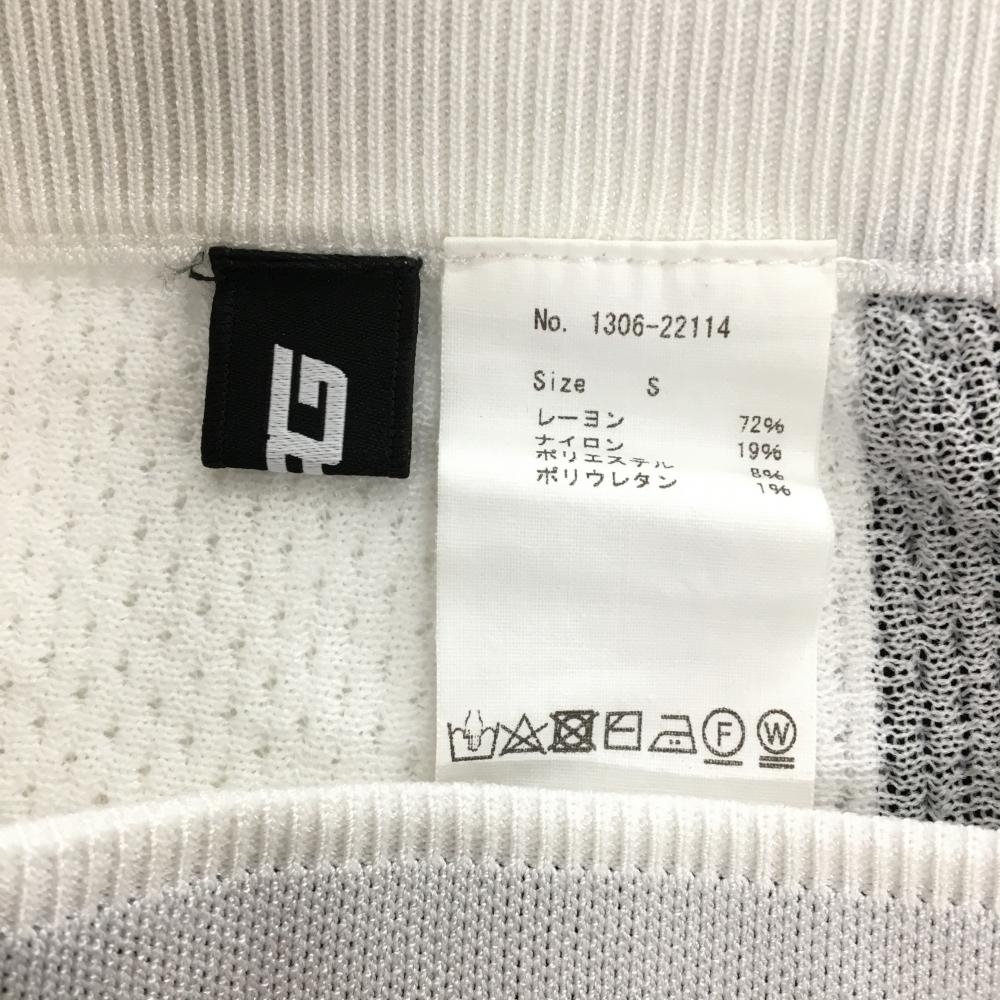 No. 1306-22114
Size S
レーヨン 72%
ナイロン 19%
ポリエステル 8%
ポリウレタン 1%
F W